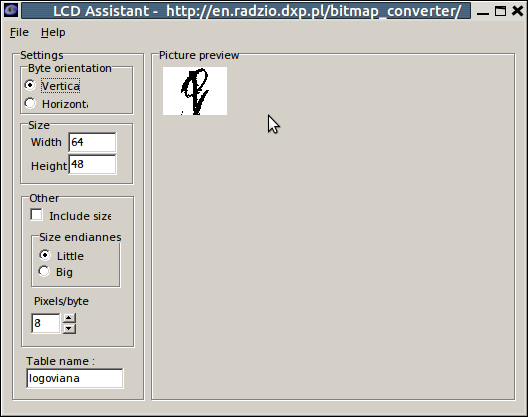 LCD Assistant - http://en.radzio.dxp.pl/bitmap_converter/
File Help
Settings
Byte orientation
Vertica
Horizonta
Size
Width 64
Height 48
Other
Include size
Size endiannes
Little
Big
Pixels/byte
8
Table name :
logoviana
Picture preview